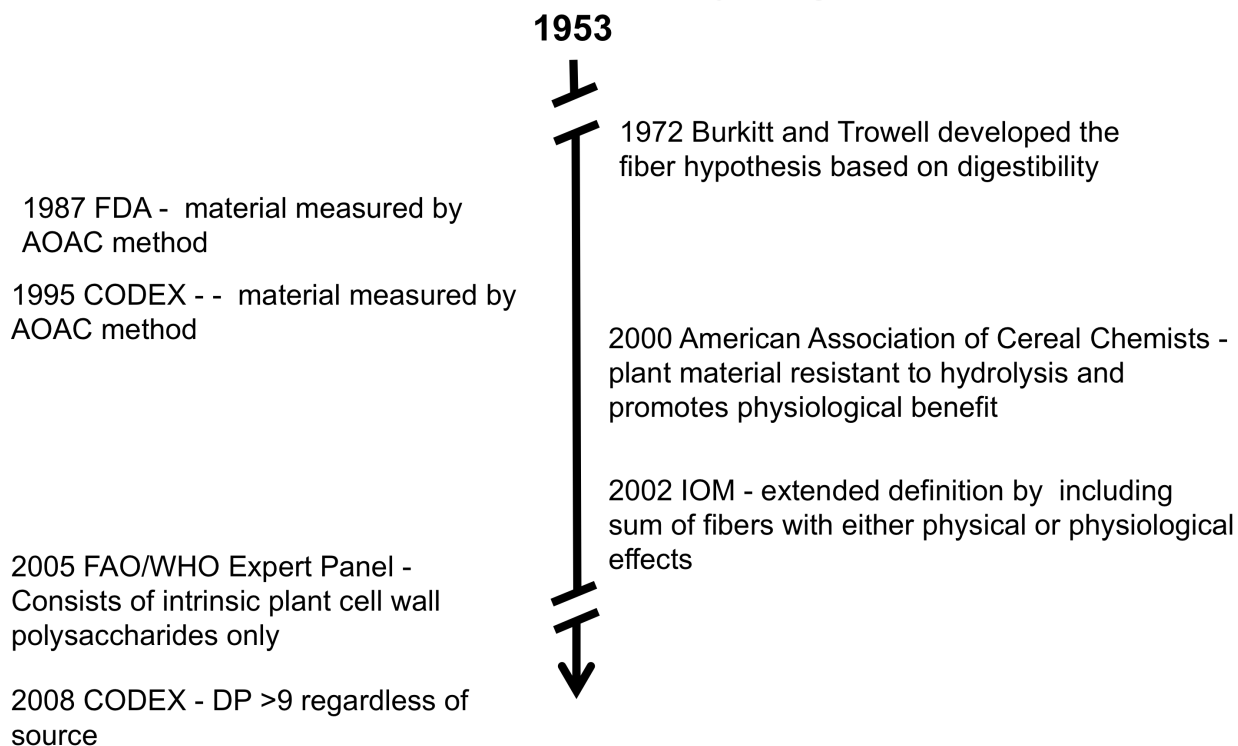 1953
1972 Burkitt and Trowell developed the
fiber hypothesis based on digestibility
1987 FDA - material measured by
AOAC method
1995 CODEX - - material measured by
AOAC method
2000 American Association of Cereal Chemists -
plant material resistant to hydrolysis and
promotes physiological benefit
2002 IOM - extended definition by including
sum of fibers with either physical or physiological
effects
2005 FAO/WHO Expert Panel -
Consists of intrinsic plant cell wall
polysaccharides only
2008 CODEX - DP >9 regardless of
source